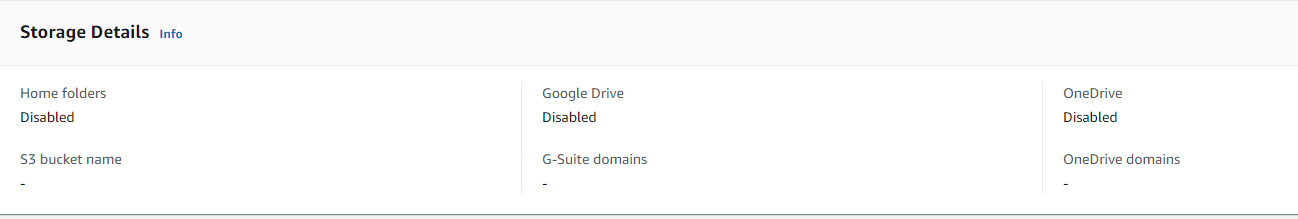 Storage Details Info
Home folders
Disabled
S3 bucket name
-
Google Drive
Disabled
G-Suite domains
-
OneDrive
Disabled
OneDrive domains
-